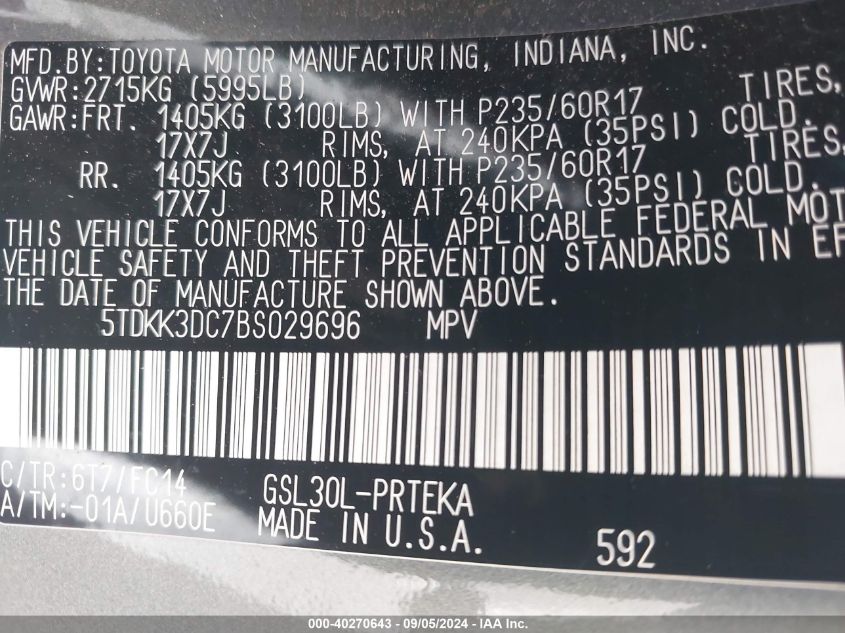 MFD.BY:TOYOTA MOTOR MANUFACTURING, INDIANA, INC.
GVWR:2715KG (5995LB)
GAWR:FRT. 1405KG (3100LB) WITH P235/60R17 TIRES,
17X7J RIMS, AT 240KPA (35PSI) COLD.
RR. 1405KG (3100LB) WITH P235/60R17 TIRES,
17X7J RIMS, AT 240KPA (35PSI) COLD.
THIS VEHICLE CONFORMS TO ALL APPLICABLE FEDERAL MOT
VEHICLE SAFETY AND THEFT PREVENTION STANDARDS IN EF
THE DATE OF MANUFACTURE SHOWN ABOVE.
5TDKK3DC7BS029696 MPV
C/TR:6T7/FC14 GSL30L-PRTEKA
A/TM:-01A/U660E MADE IN U.S.A. 592
000-40270643 - 09/05/2024 - IAA Inc.